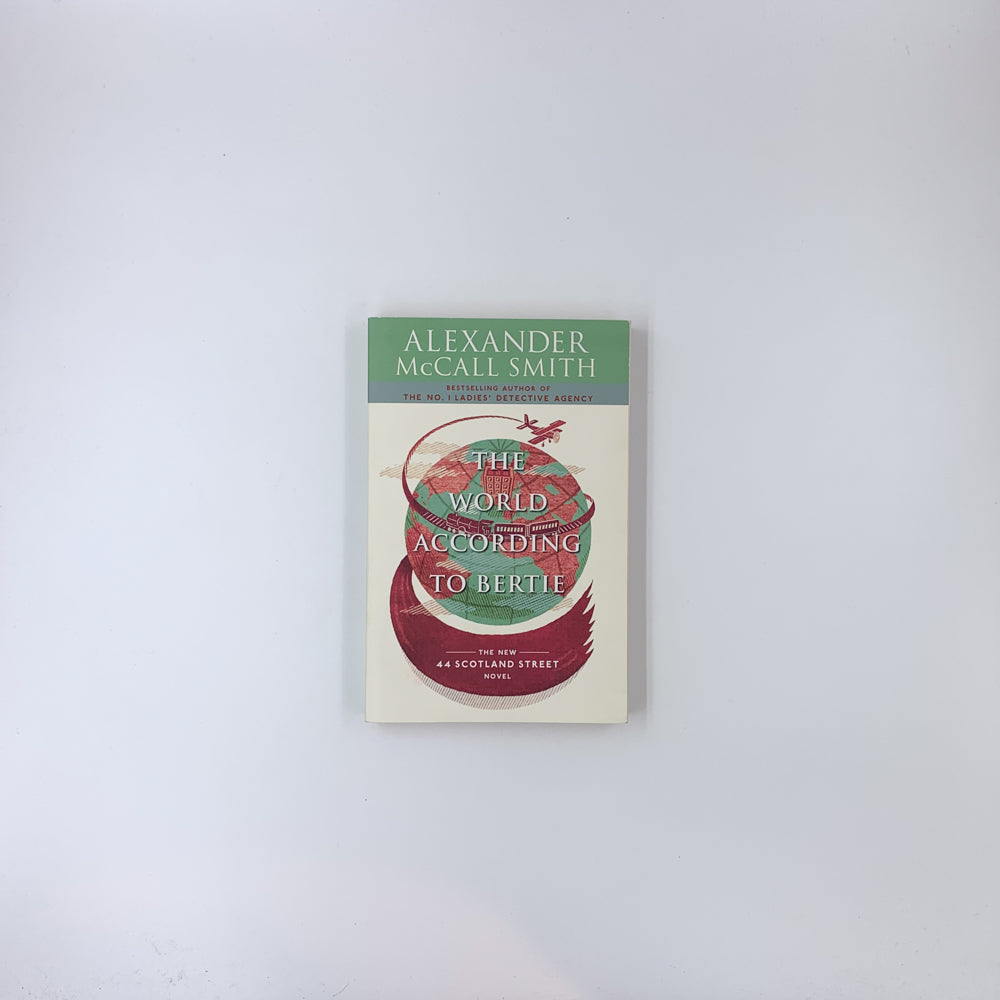 ALEXANDER
McCALL SMITH
BESTSELLING AUTHOR OF
THE NO. 1 LADIES' DETECTIVE AGENCY
THE
WORLD
ACCORDING
TO BERTIE
THE NEW
44 SCOTLAND STREET
NOVEL